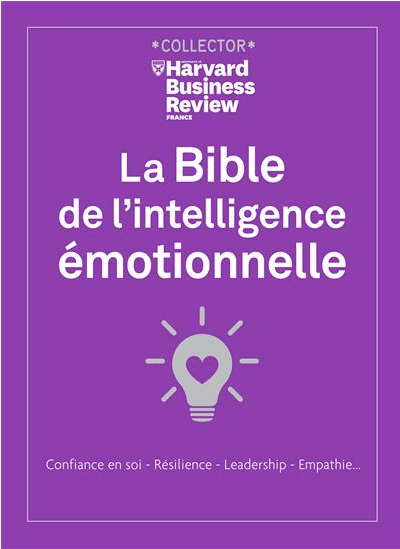 *COLLECTOR*
Harvard
Business
Review
FRANCE
La Bible
de l'intelligence
émotionnelle
Confiance en soi - Résilience - Leadership - Empathie...